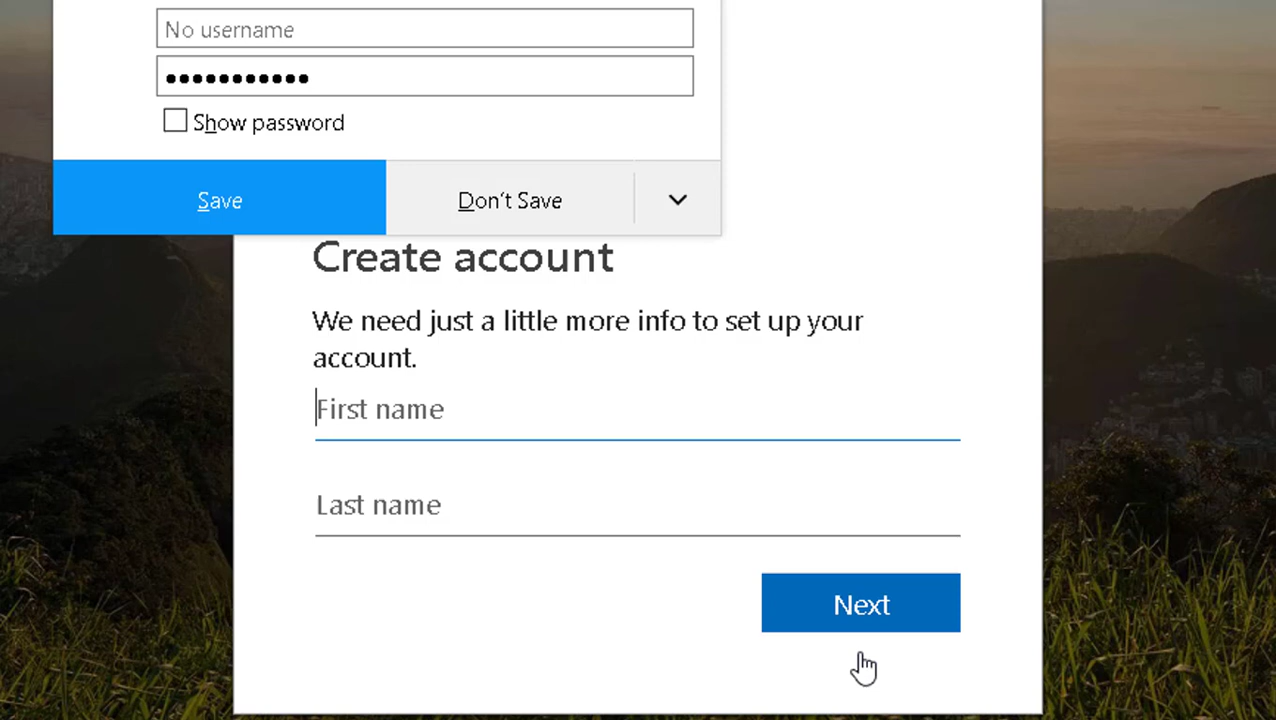 No username
•••••••••••
Show password
Save
Don't Save
Create account
We need just a little more info to set up your
account.
First name
Last name
Next